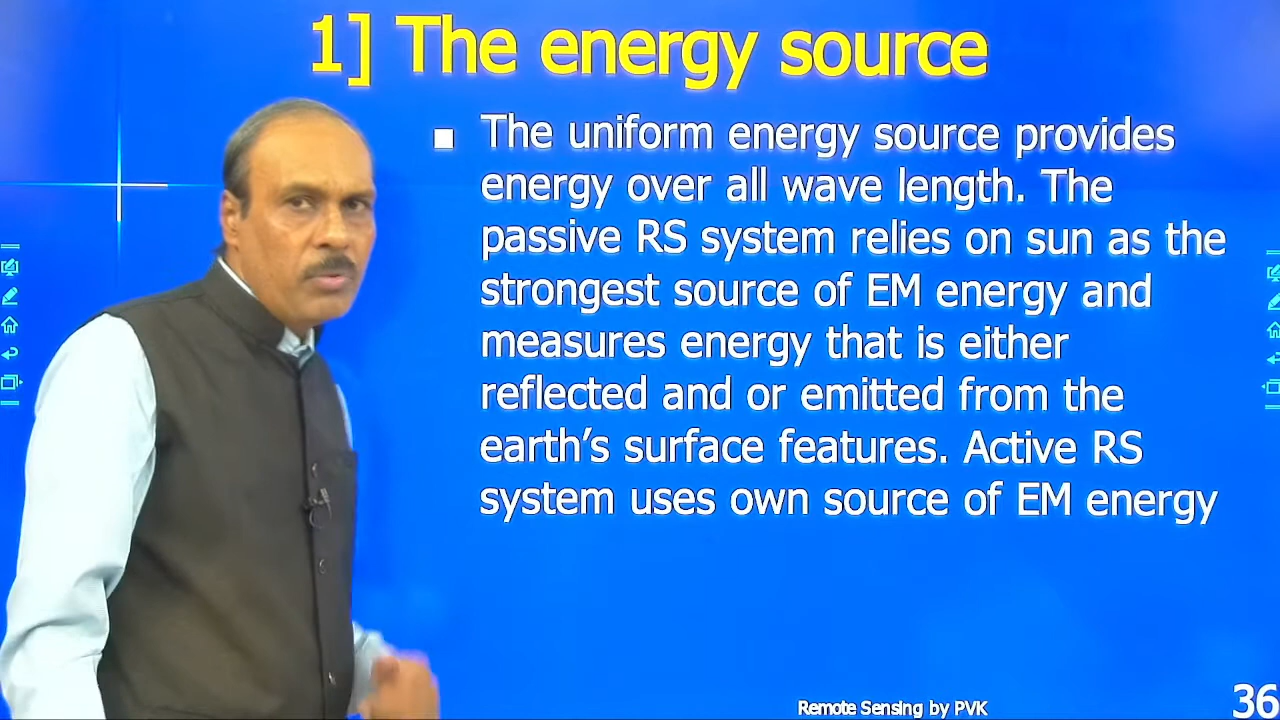 1] The energy source
The uniform energy source provides
energy over all wave length. The
passive RS system relies on sun as the
strongest source of EM energy and
measures energy that is either
reflected and or emitted from the
earth's surface features. Active RS
system uses own source of EM energy
Remote Sensing by PVK
36